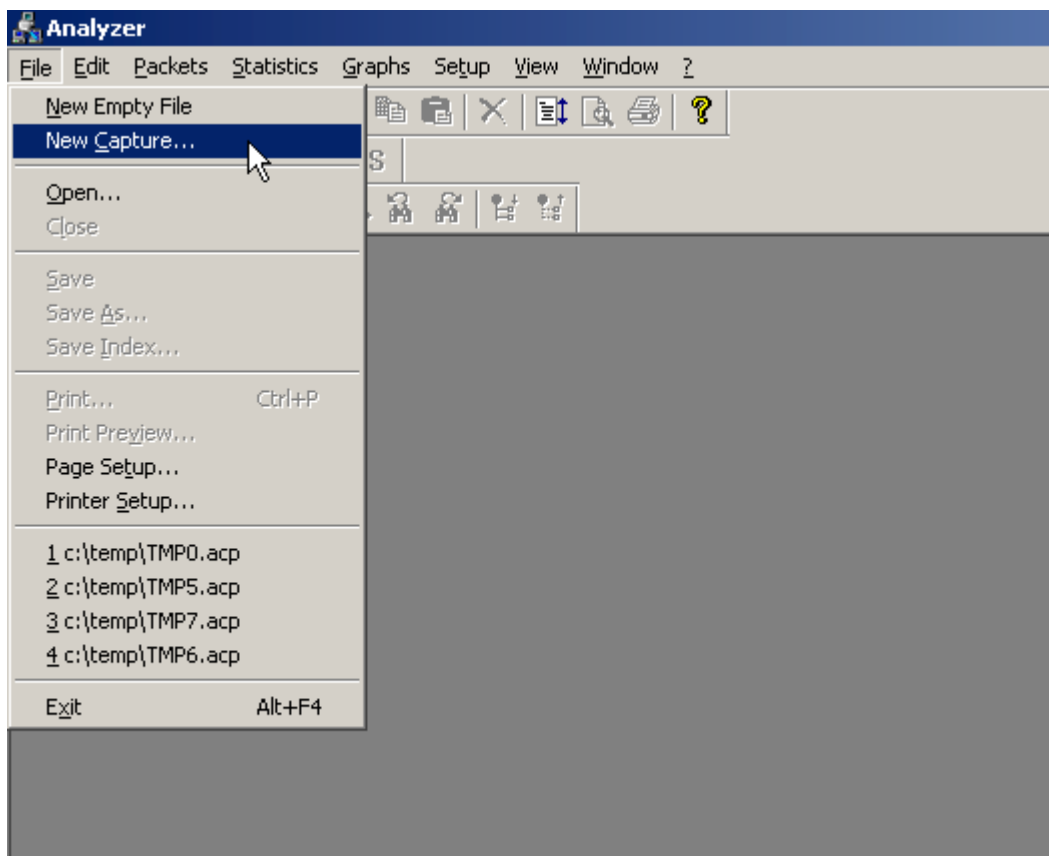 Analyzer
File Edit Packets Statistics Graphs Setup View Window ?
New Empty File
New Capture...
S
Open...
Close
Save
Save As...
Save Index...
Print... Ctrl+P
Print Preview...
Page Setup...
Printer Setup...
1 c:\temp\TMP0.acp
2 c:\temp\TMP5.acp
3 c:\temp\TMP7.acp
4 c:\temp\TMP6.acp
Exit Alt+F4